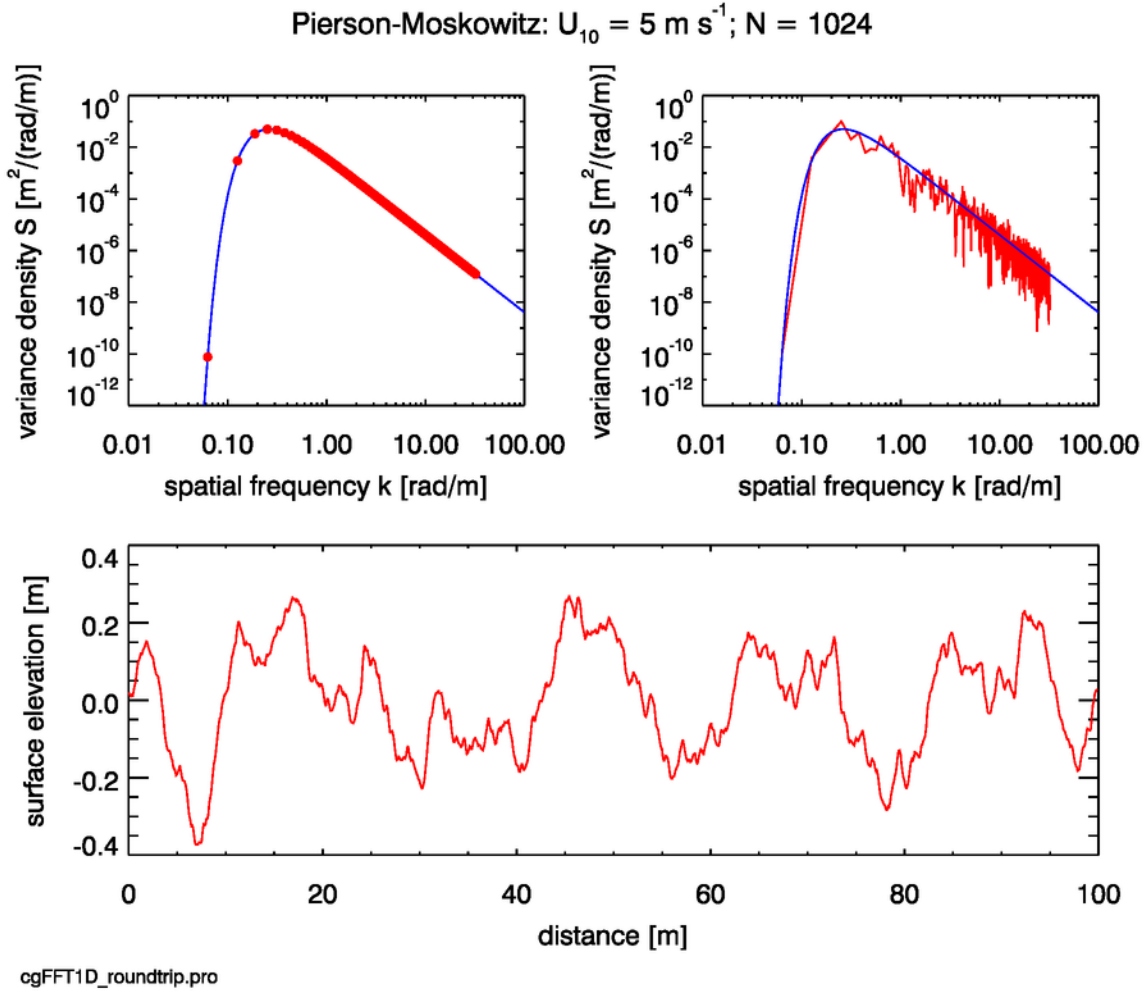 Pierson-Moskowitz: U₁₀ = 5 m s⁻¹; N = 1024
variance density S [m²/(rad/m)]
10⁰
10⁻²
10⁻⁴
10⁻⁶
10⁻⁸
10⁻¹⁰
10⁻¹²
0.01 0.10 1.00 10.00 100.00
spatial frequency k [rad/m]
variance density S [m²/(rad/m)]
10⁰
10⁻²
10⁻⁴
10⁻⁶
10⁻⁸
10⁻¹⁰
10⁻¹²
0.01 0.10 1.00 10.00 100.00
spatial frequency k [rad/m]
surface elevation [m]
0.4
0.2
0.0
-0.2
-0.4
0 20 40 60 80 100
distance [m]
cgFFT1D_roundtrip.pro